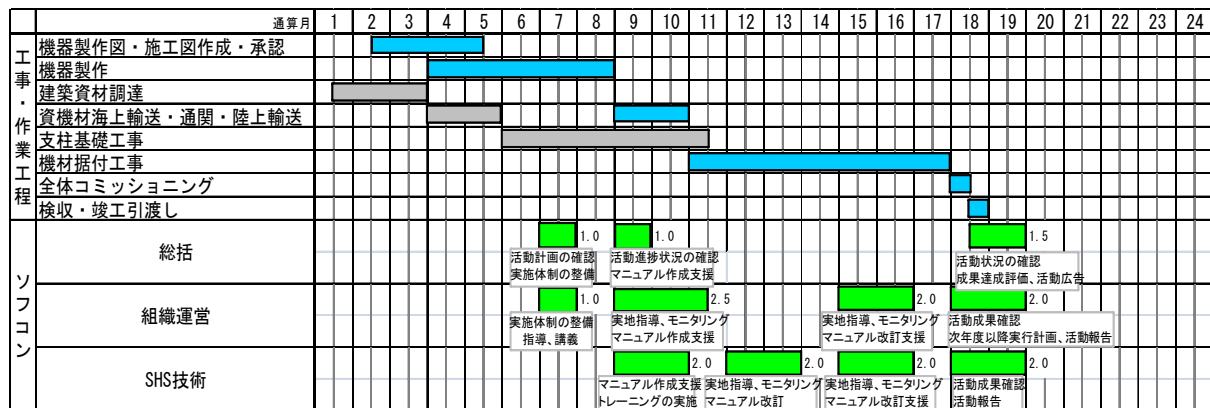 通算月 1 2 3 4 5 6 7 8 9 10 11 12 13 14 15 16 17 18 19 20 21 22 23 24
工事・作業工程
機器製作図・施工図作成・承認
機器製作
建築資材調達
資機材海上輸送・通関・陸上輸送
支柱基礎工事
機材据付工事
全体コミッショニング
検収・竣工引渡し
ソフコン
総括
1.0 1.0 1.5
活動計画の確認 活動進捗状況の確認 活動状況の確認
実施体制の整備 マニュアル作成支援 成果達成評価、活動広告
組織運営
1.0 2.5 2.0 2.0
実施体制の整備 実地指導、モニタリング 実地指導、モニタリング 活動成果確認
指導、講義 マニュアル作成支援 マニュアル改訂支援 次年度以降実行計画、活動報告
SHS技術
2.0 2.0 2.0 2.0
マニュアル作成支援 実地指導、モニタリング 実地指導、モニタリング 活動成果確認
トレーニングの実施 マニュアル改訂 マニュアル改訂支援 活動報告